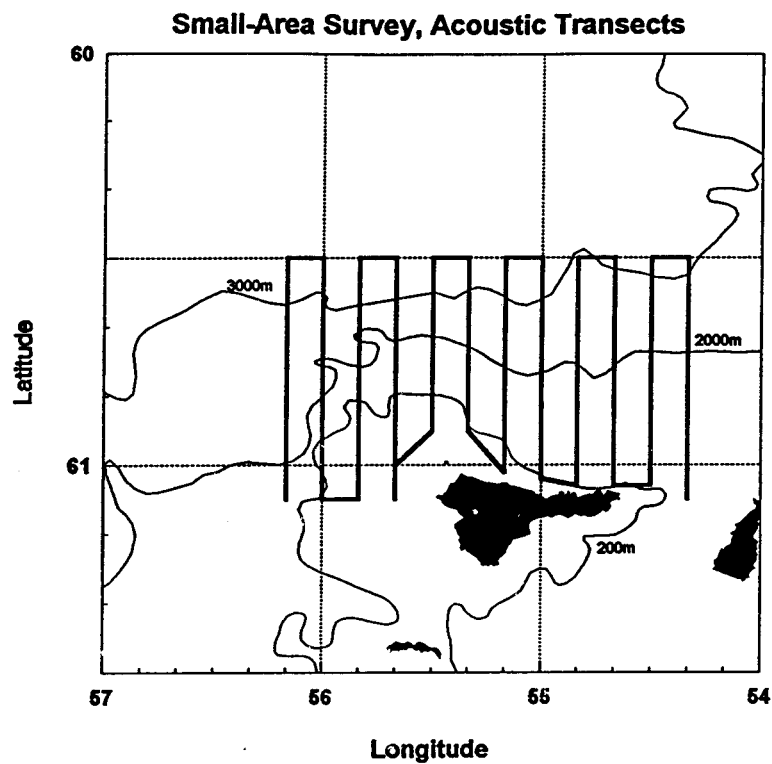 Small-Area Survey, Acoustic Transects
60
3000m
2000m
Latitude
61
200m
57
56
55
54
Longitude